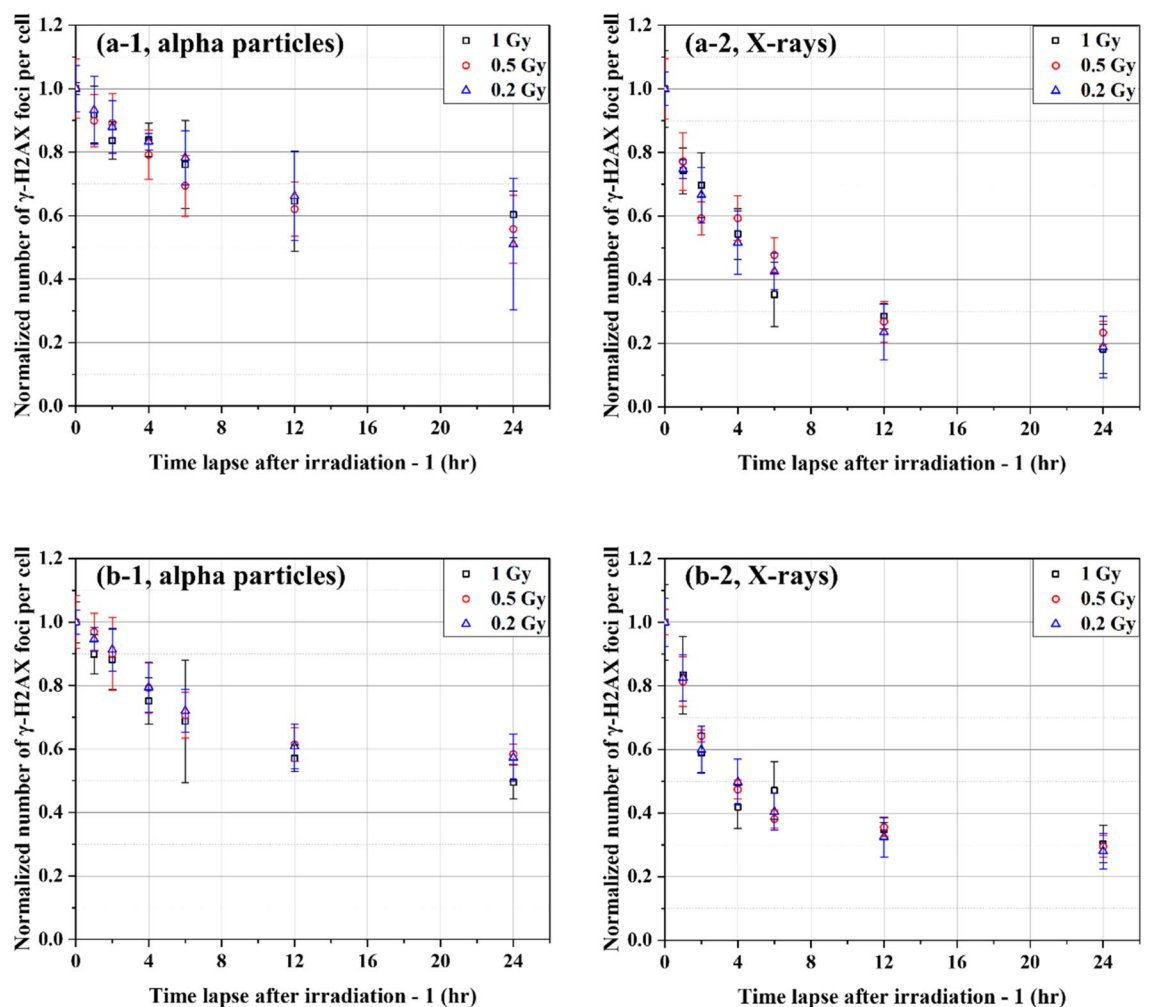 (a-1, alpha particles)
1 Gy
0.5 Gy
0.2 Gy
Normalized number of γ-H2AX foci per cell
1.2
1.0
0.8
0.6
0.4
0.2
0.0
0 4 8 12 16 20 24
Time lapse after irradiation - 1 (hr)
(a-2, X-rays)
1 Gy
0.5 Gy
0.2 Gy
Normalized number of γ-H2AX foci per cell
1.2
1.0
0.8
0.6
0.4
0.2
0.0
0 4 8 12 16 20 24
Time lapse after irradiation - 1 (hr)
(b-1, alpha particles)
1 Gy
0.5 Gy
0.2 Gy
Normalized number of γ-H2AX foci per cell
1.2
1.0
0.8
0.6
0.4
0.2
0.0
0 4 8 12 16 20 24
Time lapse after irradiation - 1 (hr)
(b-2, X-rays)
1 Gy
0.5 Gy
0.2 Gy
Normalized number of γ-H2AX foci per cell
1.2
1.0
0.8
0.6
0.4
0.2
0.0
0 4 8 12 16 20 24
Time lapse after irradiation - 1 (hr)